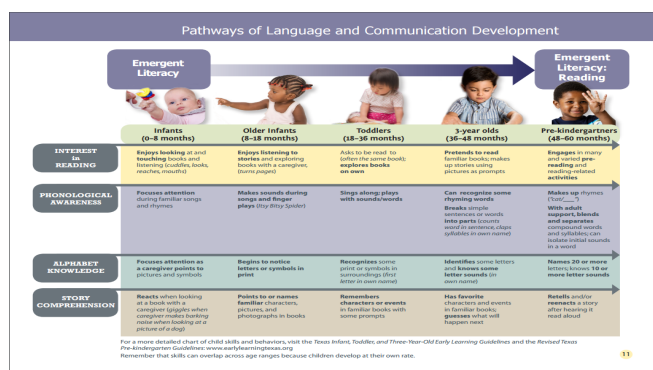 Pathways of Language and Communication Development
Emergent
Literacy
Emergent
Literacy:
Reading
Infants
(0–8 months)
Older Infants
(8–18 months)
Toddlers
(18–36 months)
3-year olds
(36–48 months)
Pre-kindergartners
(48–60 months)
INTEREST
in
READING
Enjoys looking at and
touching books and
listening (cuddles, looks,
reaches, mouths)
Enjoys listening to
stories and exploring
books with a caregiver,
(turns pages)
Asks to be read to
(often the same book);
explores books
on own
Pretends to read
familiar books; makes
up stories using
pictures as prompts
Engages in many
and varied pre-
reading and
reading-related
activities
PHONOLOGICAL
AWARENESS
Focuses attention
during familiar songs
and rhymes
Makes sounds during
songs and finger
plays (Itsy Bitsy Spider)
Sings along; plays
with sounds/words
Can recognize some
rhyming words
Breaks simple
sentences or words
into parts (counts
word in sentence, claps
syllables in own name)
Makes up rhymes
("cat/___")
With adult
support, blends
and separates
compound words
and syllables; can
isolate initial sounds
in a word
ALPHABET
KNOWLEDGE
Focuses attention as
a caregiver points to
pictures and symbols
Begins to notice
letters or symbols in
print
Recognizes some
print or symbols in
surroundings (first
letter in own name)
Identifies some letters
and knows some
letter sounds (in
own name)
Names 20 or more
letters; knows 10 or
more letter sounds
STORY
COMPREHENSION
Reacts when looking
at a book with a
caregiver (giggles when
caregiver makes barking
noise when looking at a
picture of a dog)
Points to or names
familiar characters,
pictures, and
photographs in books
Remembers
characters or events
in familiar books with
some prompts
Has favorite
characters and events
in familiar books;
guesses what will
happen next
Retells and/or
reenacts a story
after hearing it
read aloud
For a more detailed chart of child skills and behaviors, visit the Texas Infant, Toddler, and Three-Year-Old Early Learning Guidelines and the Revised Texas
Pre-kindergarten Guidelines: www.earlylearningtexas.org
Remember that skills can overlap across age ranges because children develop at their own rate.
11